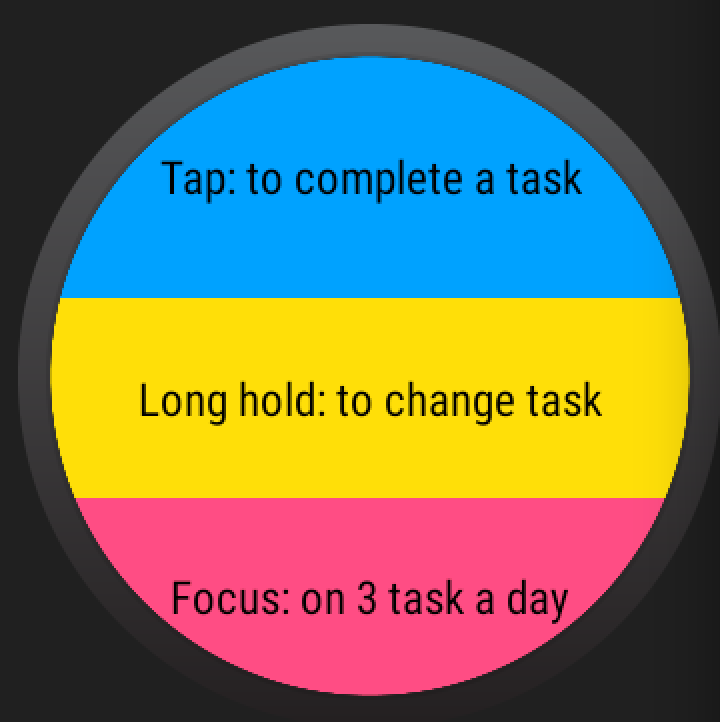 Tap: to complete a task
Long hold: to change task
Focus: on 3 task a day